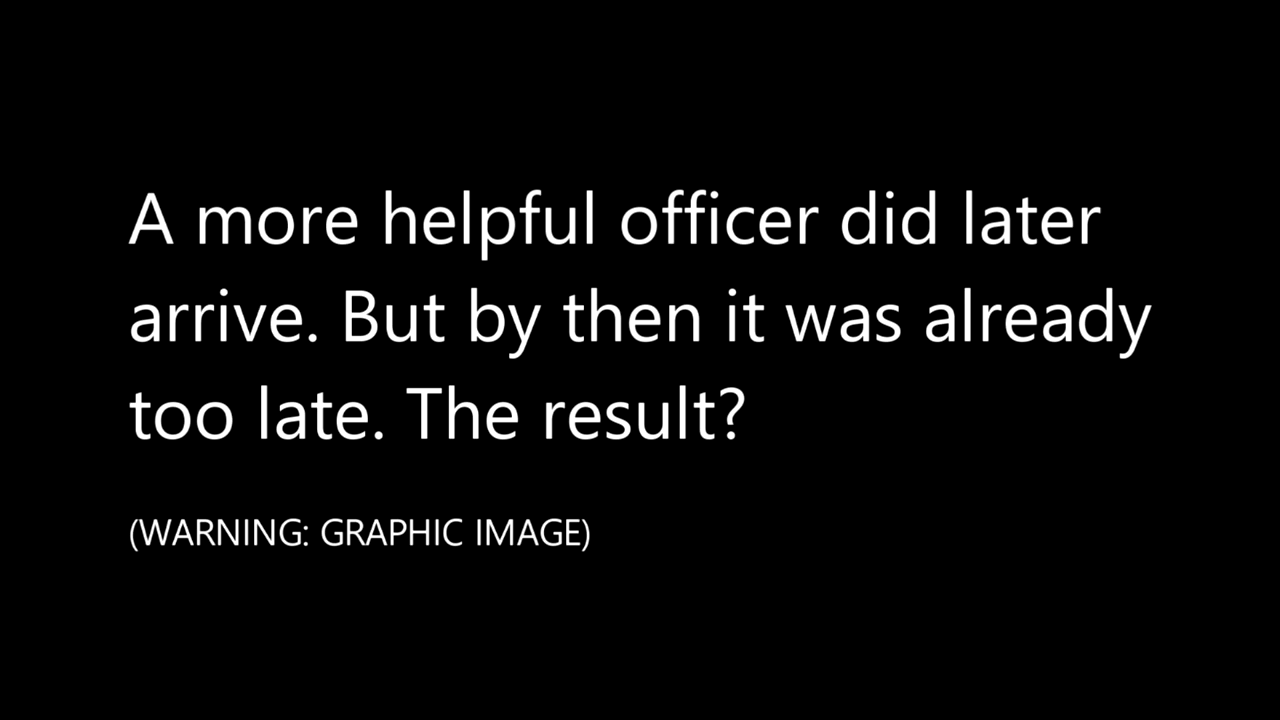 A more helpful officer did later
arrive. But by then it was already
too late. The result?
(WARNING: GRAPHIC IMAGE)